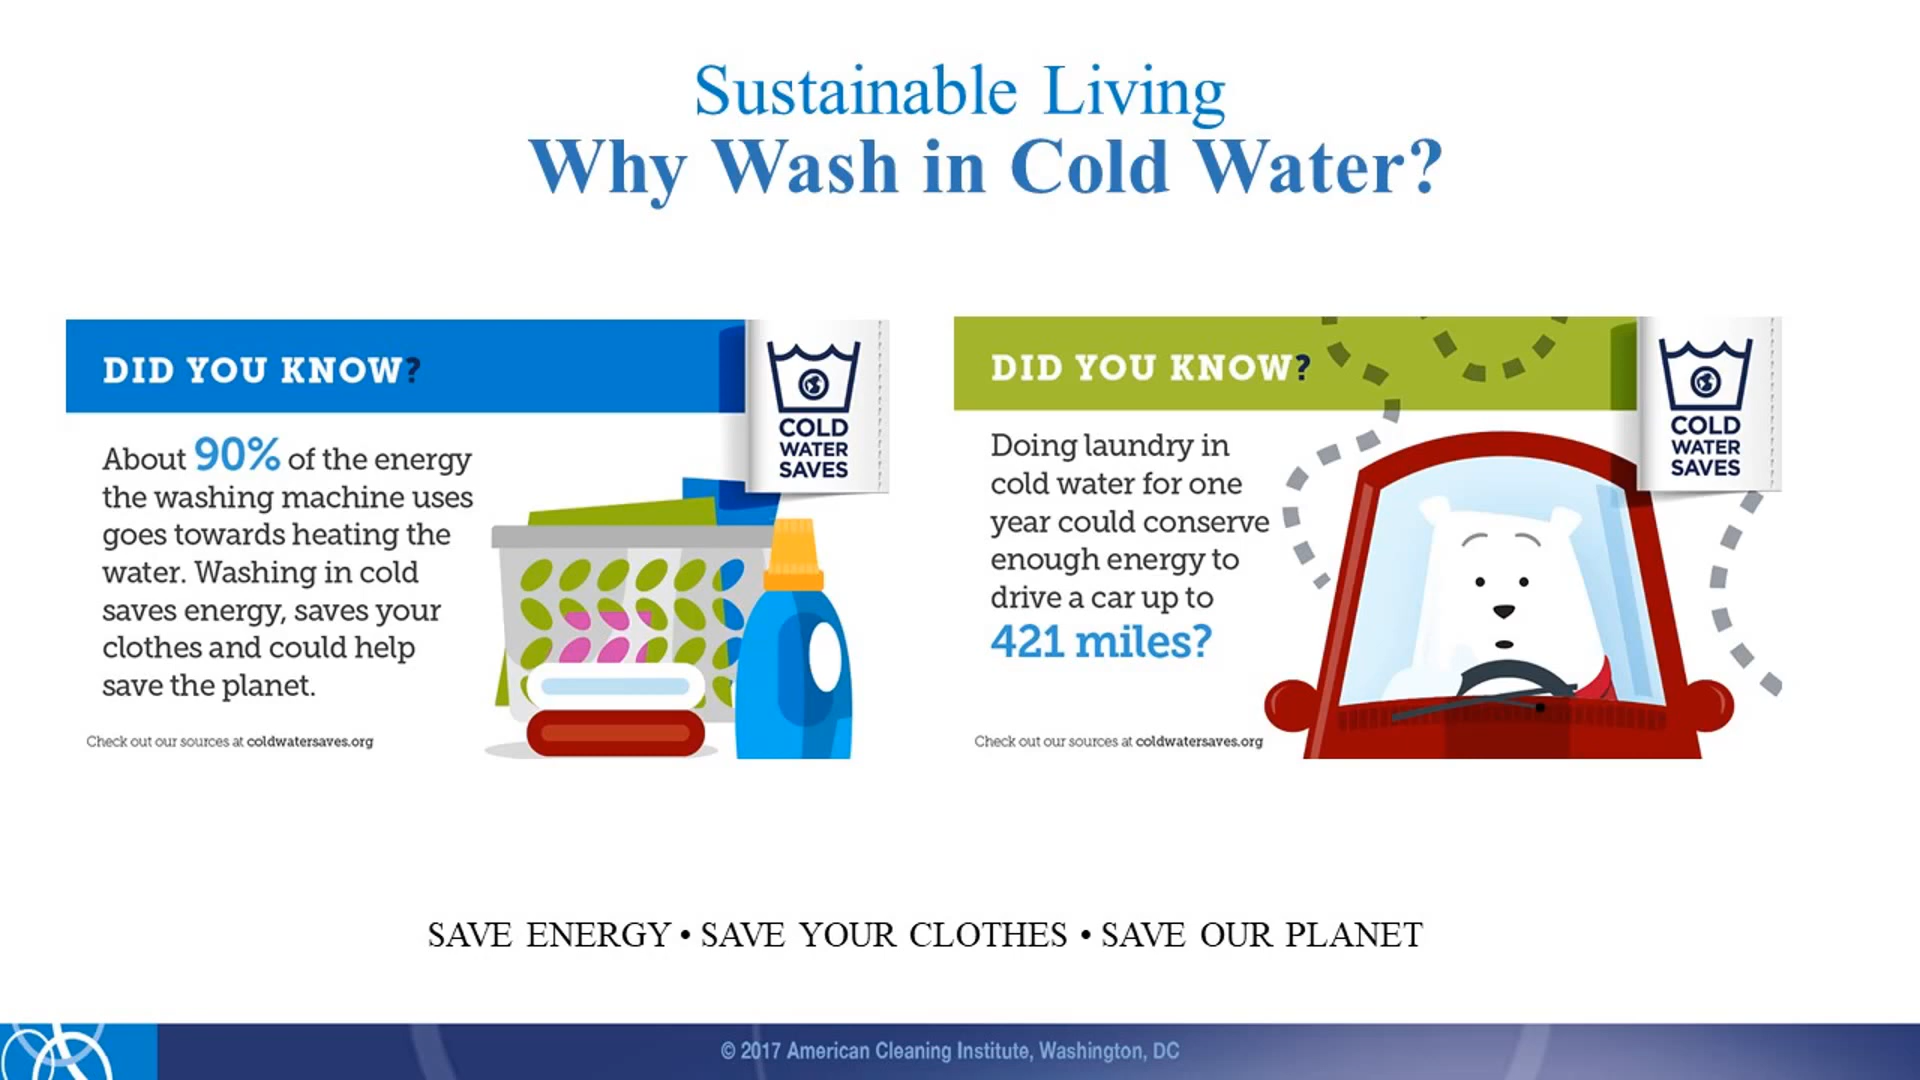 Sustainable Living
Why Wash in Cold Water?
DID YOU KNOW?
COLD
WATER
SAVES
About 90% of the energy
the washing machine uses
goes towards heating the
water. Washing in cold
saves energy, saves your
clothes and could help
save the planet.
Check out our sources at coldwatersaves.org
DID YOU KNOW?
COLD
WATER
SAVES
Doing laundry in
cold water for one
year could conserve
enough energy to
drive a car up to
421 miles?
Check out our sources at coldwatersaves.org
SAVE ENERGY • SAVE YOUR CLOTHES • SAVE OUR PLANET
© 2017 American Cleaning Institute, Washington, DC